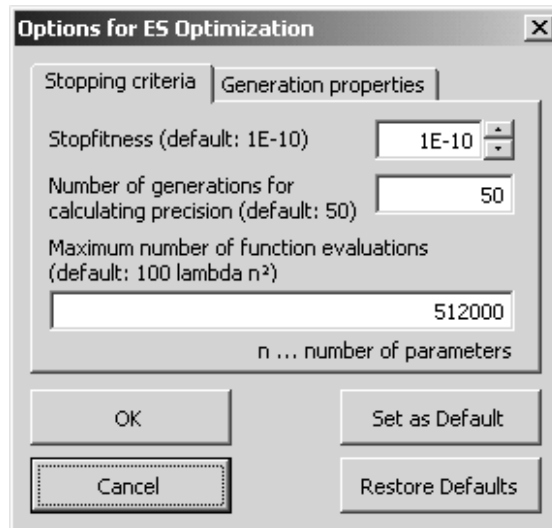 Options for ES Optimization
Stopping criteria
Generation properties
Stopfitness (default: 1E-10)
1E-10
Number of generations for
calculating precision (default: 50)
50
Maximum number of function evaluations
(default: 100 lambda n²)
512000
n ... number of parameters
OK
Set as Default
Cancel
Restore Defaults